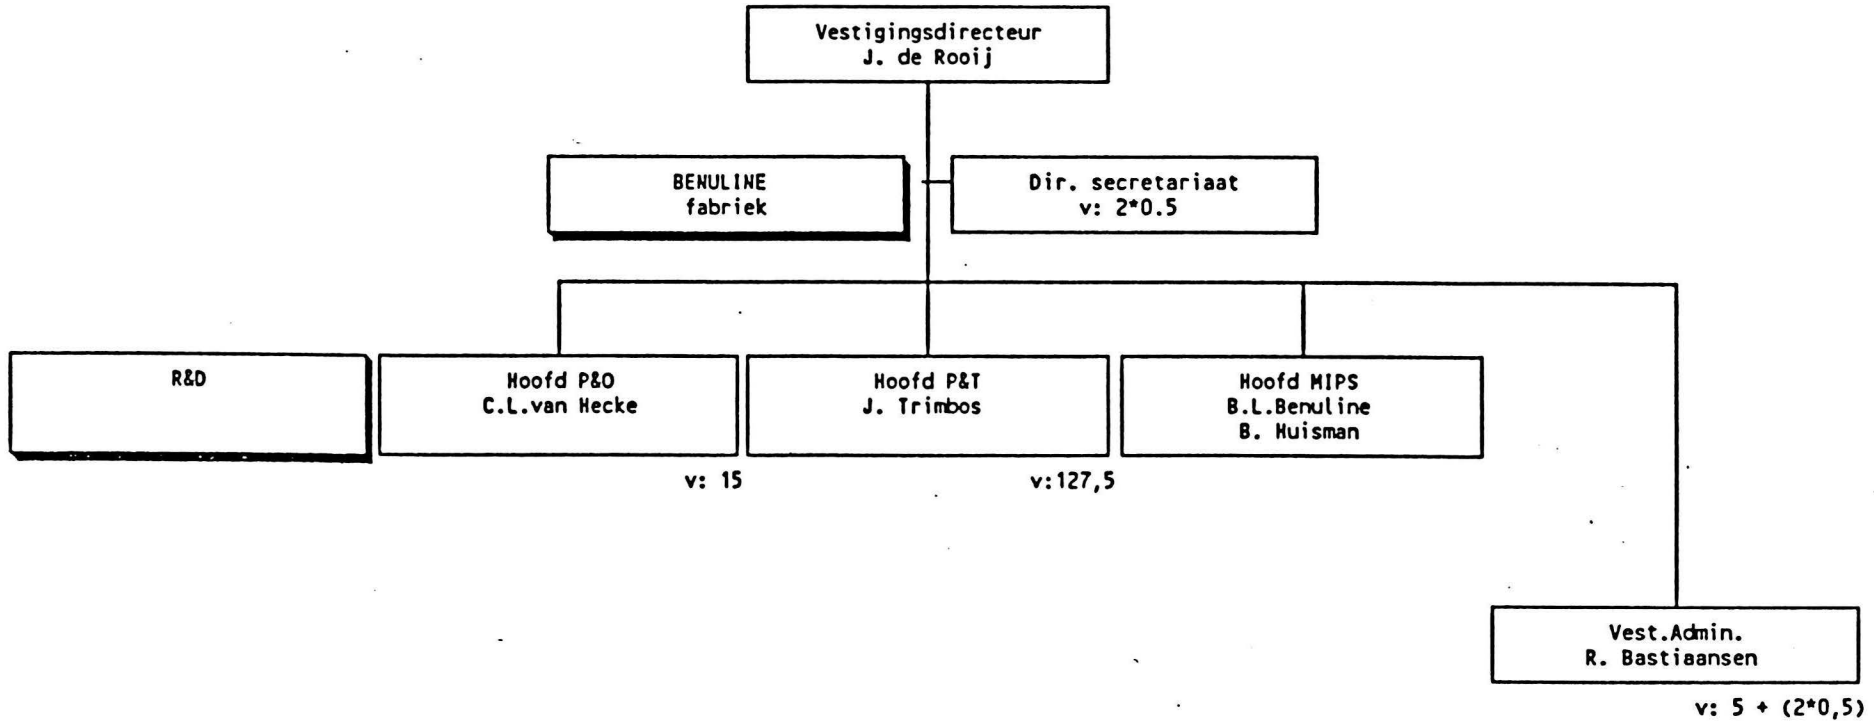 Vestigingsdirecteur
J. de Rooij
BENULINE
fabriek
Dir. secretariaat
v: 2*0.5
R&D
Hoofd P&O
C.L.van Hecke
Hoofd P&T
J. Trimbos
Hoofd MIPS
B.L.Benuline
B. Huisman
v: 15
v:127,5
Vest.Admin.
R. Bastiaansen
v: 5 + (2*0,5)